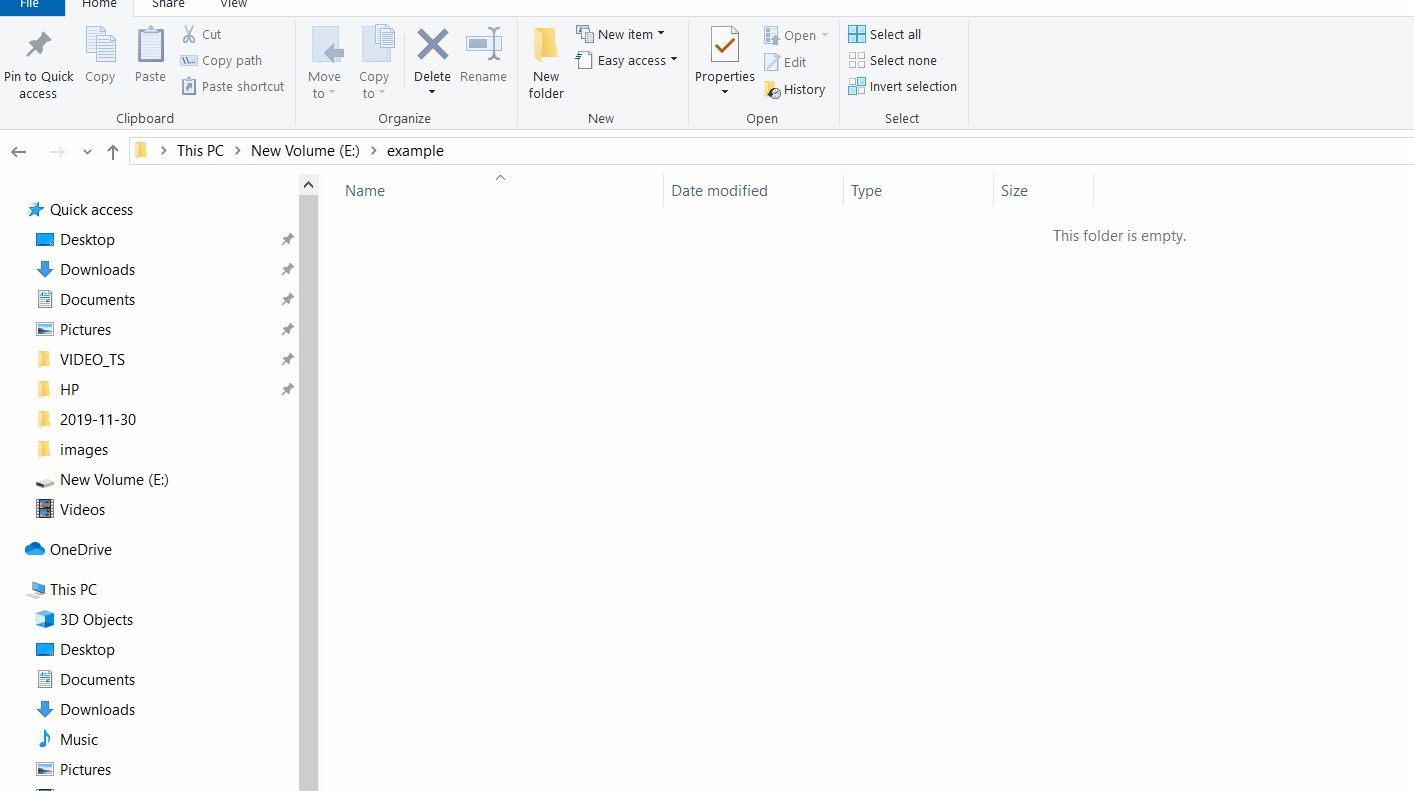 File Home Share View
Pin to Quick access
Copy
Paste
Cut
Copy path
Paste shortcut
Clipboard
Move to
Copy to
Delete
Rename
Organize
New folder
New item
Easy access
New
Properties
Open
Edit
History
Open
Select all
Select none
Invert selection
Select
This PC New Volume (E:) example
Name Date modified Type Size
This folder is empty.
Quick access
Desktop
Downloads
Documents
Pictures
VIDEO_TS
HP
2019-11-30
images
New Volume (E:)
Videos
OneDrive
This PC
3D Objects
Desktop
Documents
Downloads
Music
Pictures